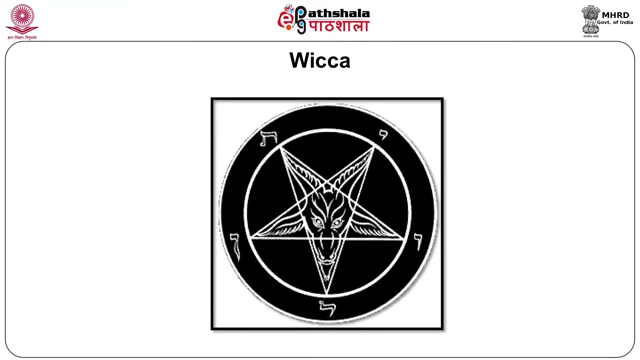 ePathshala
पाठशाला
MHRD
Govt. of India
Wicca
ת י
ן ו
ל